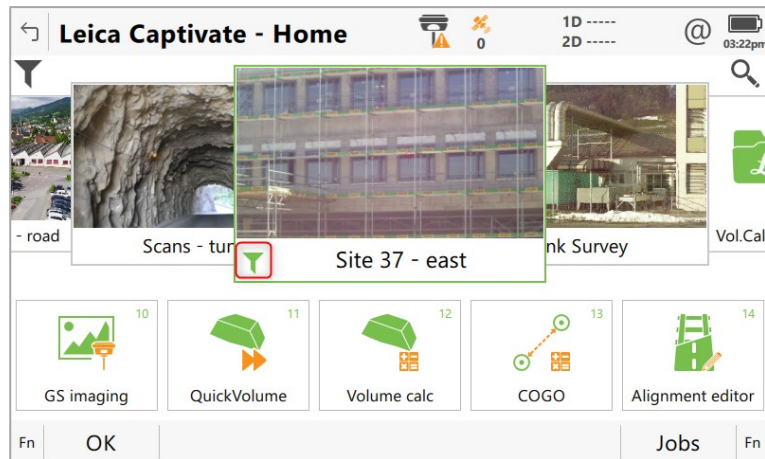 Leica Captivate - Home
0
1D -----
2D -----
@
03:22pm
- road
Scans - tun
Site 37 - east
nk Survey
Vol.Cal
10
11
12
13
14
GS imaging
QuickVolume
Volume calc
COGO
Alignment editor
Fn
OK
Jobs
Fn